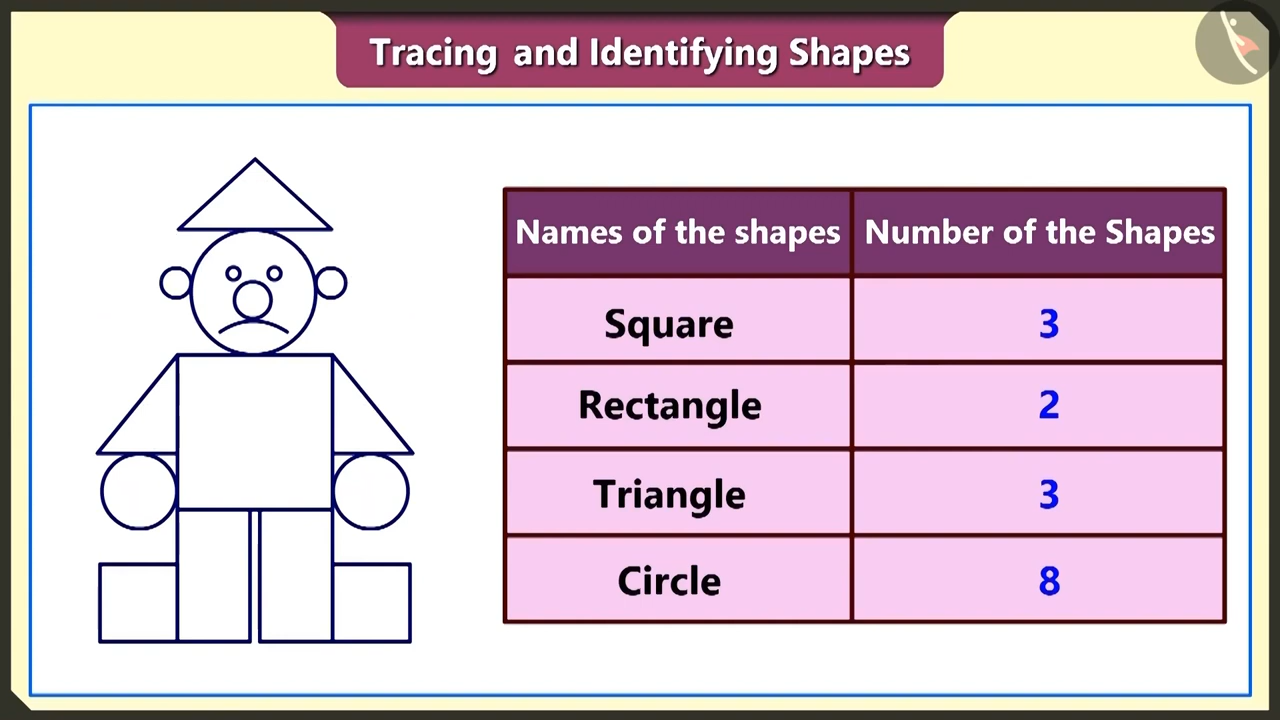 Tracing and Identifying Shapes
Names of the shapes Number of the Shapes
Square 3
Rectangle 2
Triangle 3
Circle 8